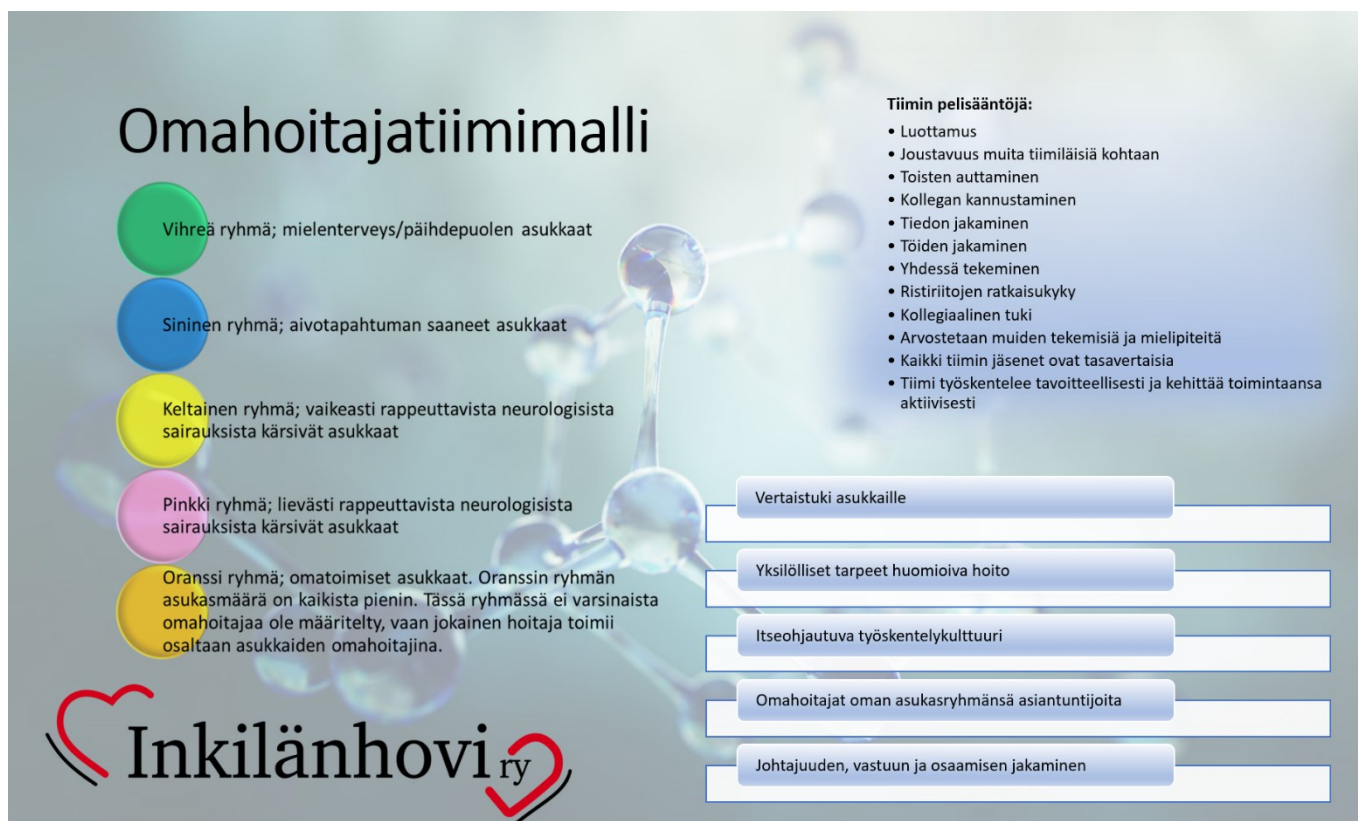 Omahoitajatiimimalli
Vihreä ryhmä; mielenterveys/päihdepuolen asukkaat
Sininen ryhmä; aivotapahtuman saaneet asukkaat
Keltainen ryhmä; vaikeasti rappeuttavista neurologisista
sairauksista kärsivät asukkaat
Pinkki ryhmä; lievästi rappeuttavista neurologisista
sairauksista kärsivät asukkaat
Oranssi ryhmä; omatoimiset asukkaat. Oranssin ryhmän
asukasmäärä on kaikista pienin. Tässä ryhmässä ei varsinaista
omahoitajaa ole määritelty, vaan jokainen hoitaja toimii
osaltaan asukkaiden omahoitajina.
Inkilänhovi ry
Tiimin pelisääntöjä:
• Luottamus
• Joustavuus muita tiimiläisiä kohtaan
• Toisten auttaminen
• Kollegan kannustaminen
• Tiedon jakaminen
• Töiden jakaminen
• Yhdessä tekeminen
• Ristiriitojen ratkaisukyky
• Kollegiaalinen tuki
• Arvostetaan muiden tekemisiä ja mielipiteitä
• Kaikki tiimin jäsenet ovat tasavertaisia
• Tiimi työskentelee tavoitteellisesti ja kehittää toimintaansa
aktiivisesti
Vertaistuki asukkaille
Yksilölliset tarpeet huomioiva hoito
Itseohjautuva työskentelykulttuuri
Omahoitajat oman asukasryhmänsä asiantuntijoita
Johtajuuden, vastuun ja osaamisen jakaminen